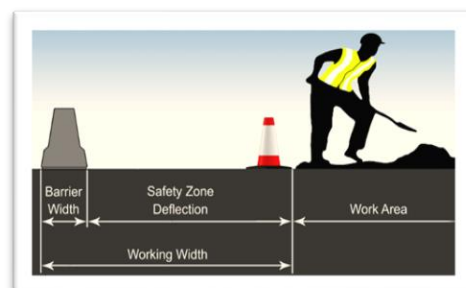 Barrier
Width
Safety Zone
Deflection
Work Area
Working Width